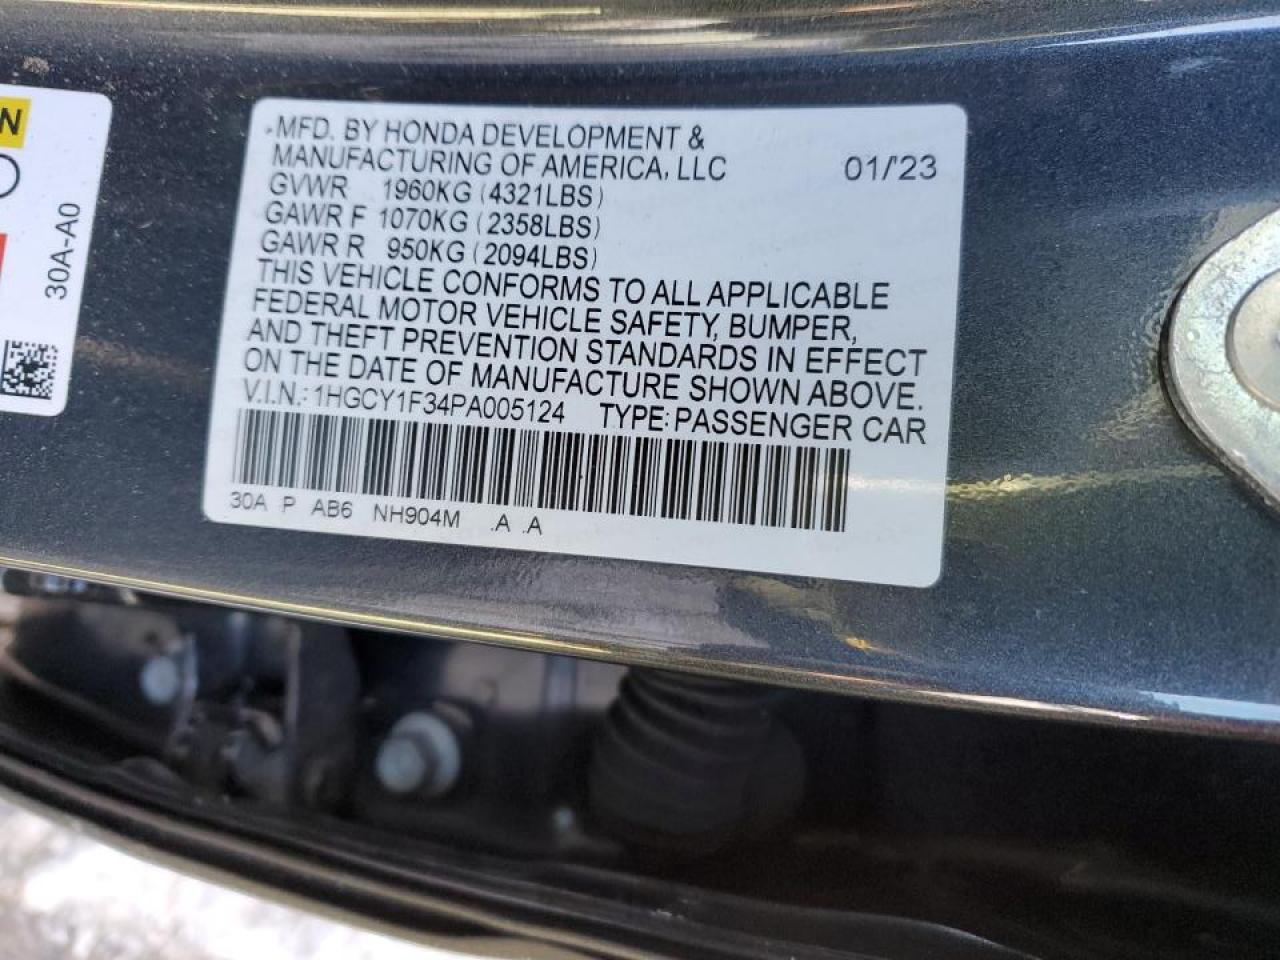 N
30A-A0
MFD. BY HONDA DEVELOPMENT &
MANUFACTURING OF AMERICA, LLC 01/'23
GVWR 1960KG (4321LBS)
GAWR F 1070KG (2358LBS)
GAWR R 950KG (2094LBS)
THIS VEHICLE CONFORMS TO ALL APPLICABLE
FEDERAL MOTOR VEHICLE SAFETY, BUMPER,
AND THEFT PREVENTION STANDARDS IN EFFECT
ON THE DATE OF MANUFACTURE SHOWN ABOVE.
V.I.N.: 1HGCY1F34PA005124 TYPE: PASSENGER CAR
30A P AB6 NH904M .A .A